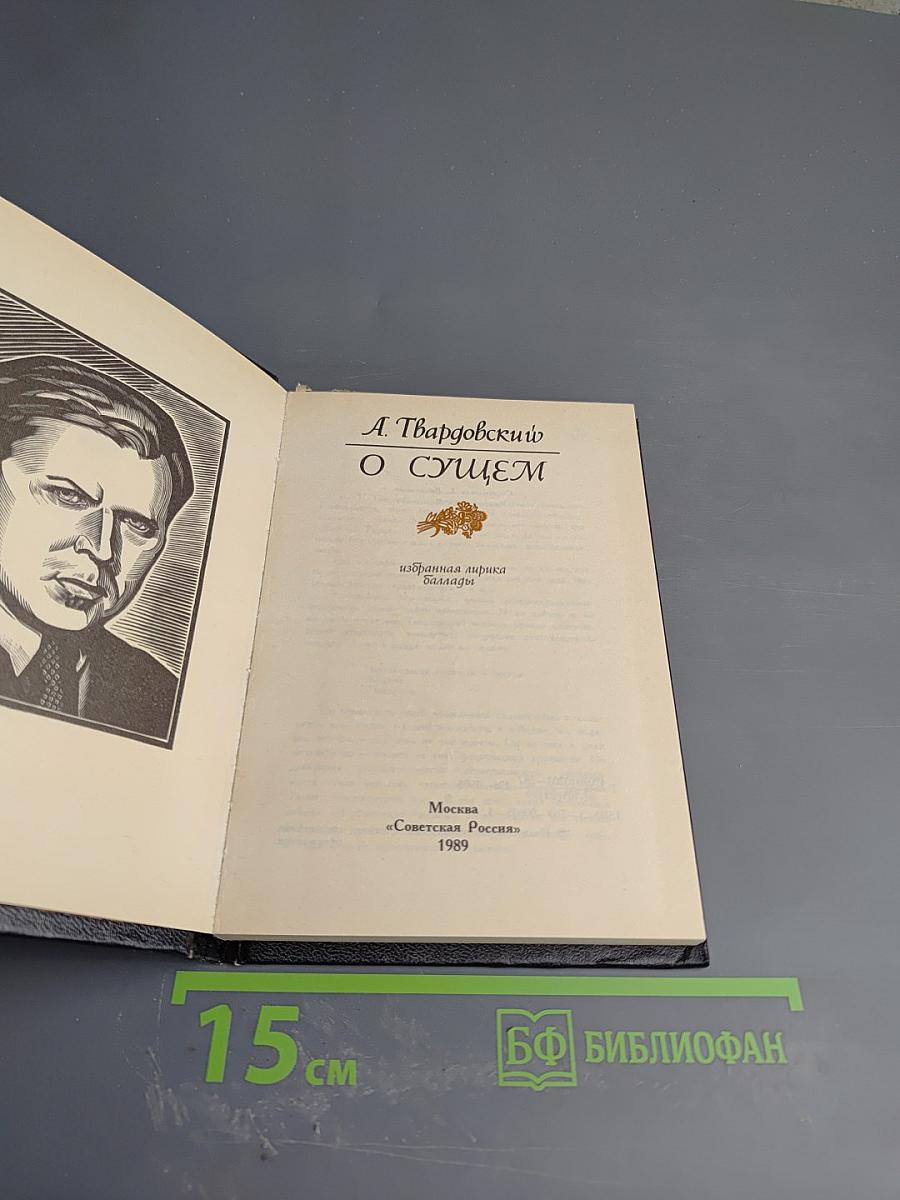 А. Твардовский
О СУЩЕМ
избранная лирика
баллады
Москва
«Советская Россия»
1989
15 см
БФ БИБЛИОФАН